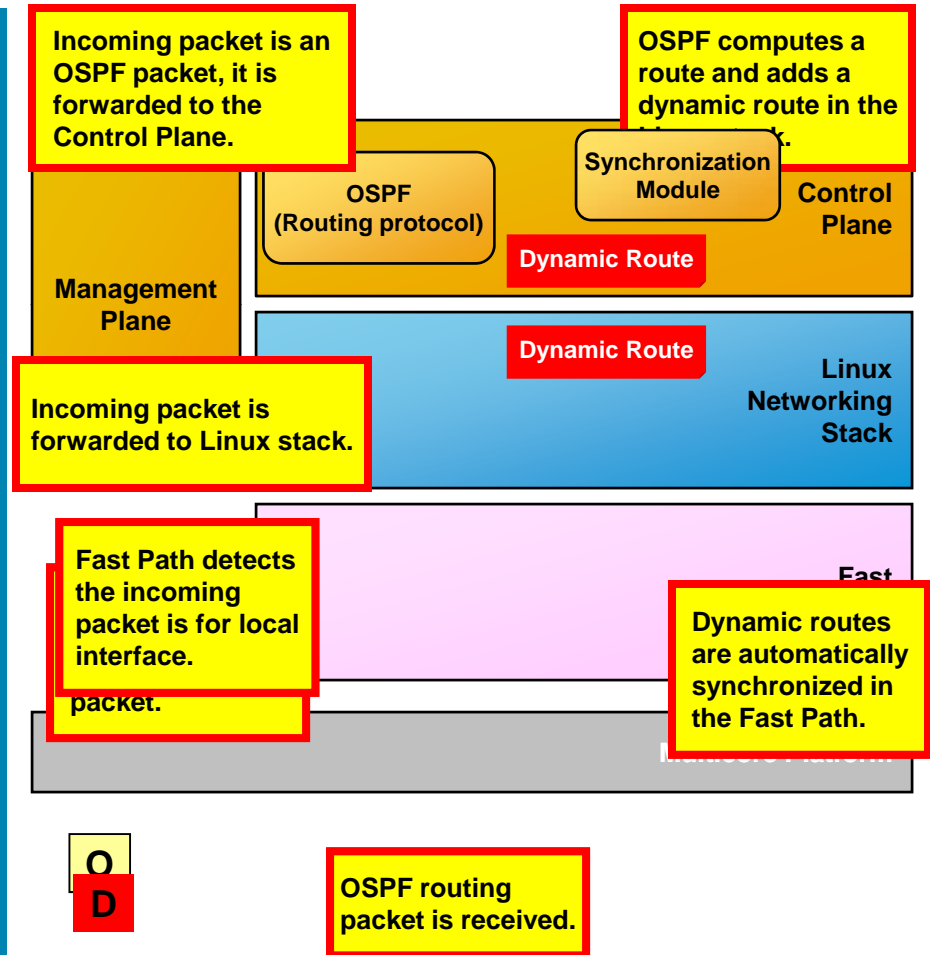 Incoming packet is an
OSPF packet, it is
forwarded to the
Control Plane.
OSPF computes a
route and adds a
dynamic route in the
Synchronization
Module
OSPF
(Routing protocol)
Control
Plane
Dynamic Route
Management
Plane
Dynamic Route
Linux
Networking
Stack
Incoming packet is
forwarded to Linux stack.
Fast Path detects
the incoming
packet is for local
interface.
packet.
Fast
Dynamic routes
are automatically
synchronized in
the Fast Path.
O
D
OSPF routing
packet is received.